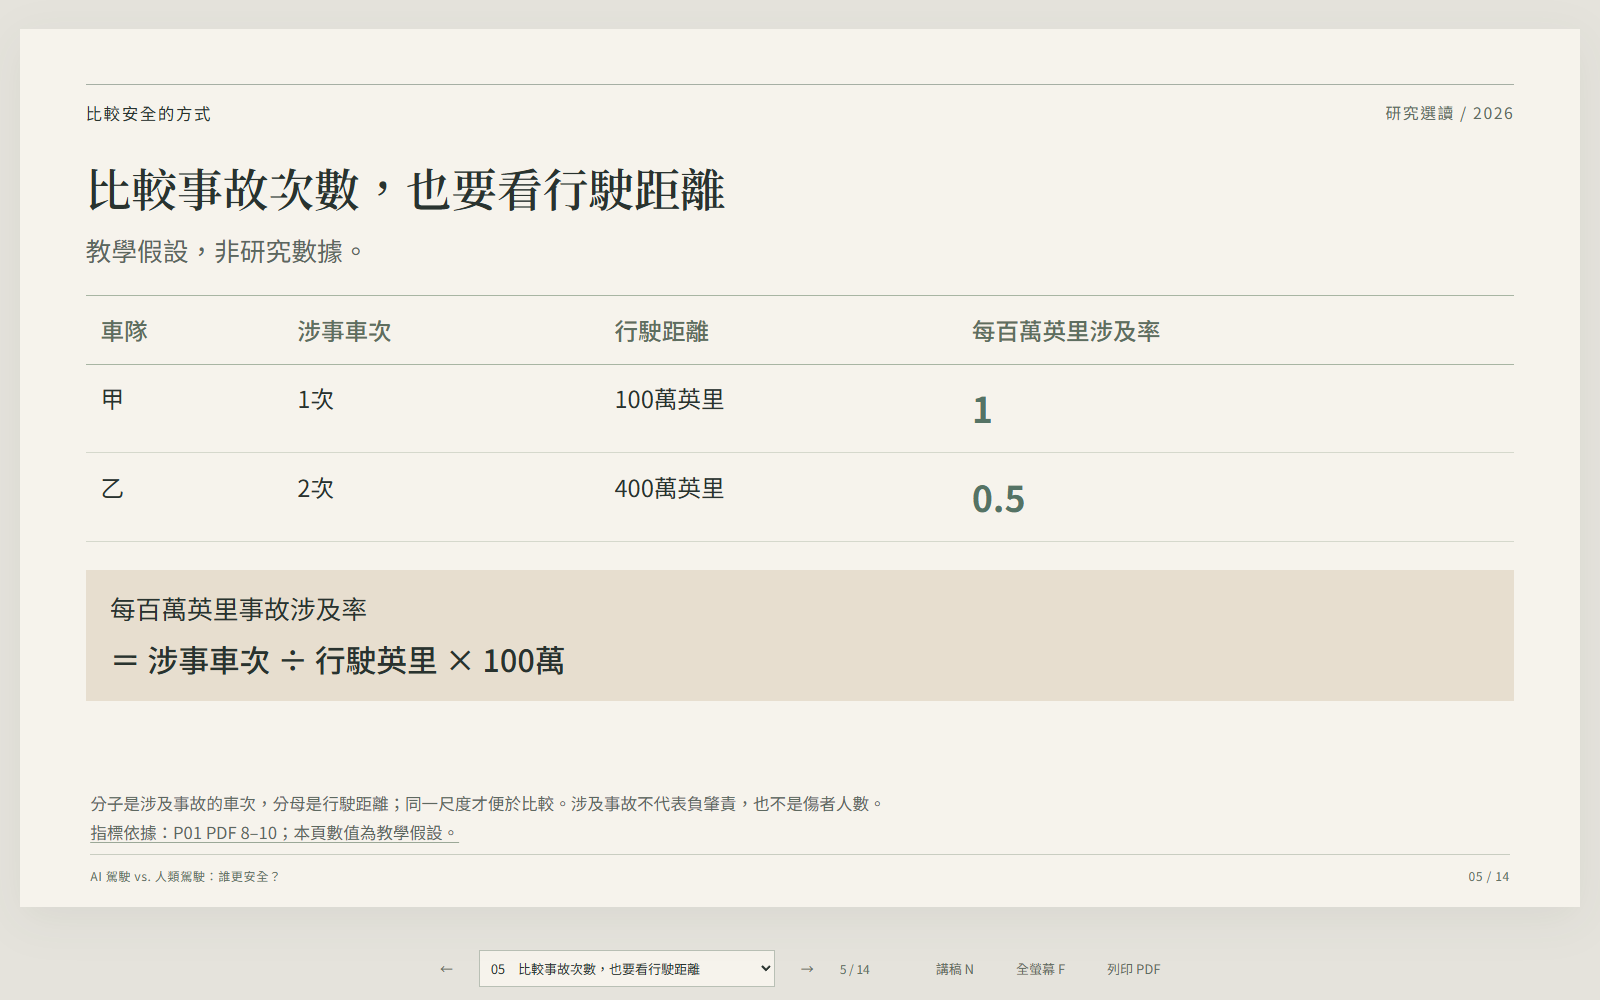 比較安全的方式
研究選讀 / 2026
比較事故次數，也要看行駛距離
教學假設，非研究數據。
車隊 涉事車次 行駛距離 每百萬英里涉及率
甲 1次 100萬英里 1
乙 2次 400萬英里 0.5
每百萬英里事故涉及率
＝ 涉事車次 ÷ 行駛英里 × 100萬
分子是涉及事故的車次，分母是行駛距離；同一尺度才便於比較。涉及事故不代表負肇責，也不是傷者人數。
指標依據：P01 PDF 8–10；本頁數值為教學假設。
AI 駕駛 vs. 人類駕駛：誰更安全？
05 / 14
← 05 比較事故次數，也要看行駛距離 → 5 / 14 講稿 N 全螢幕 F 列印 PDF